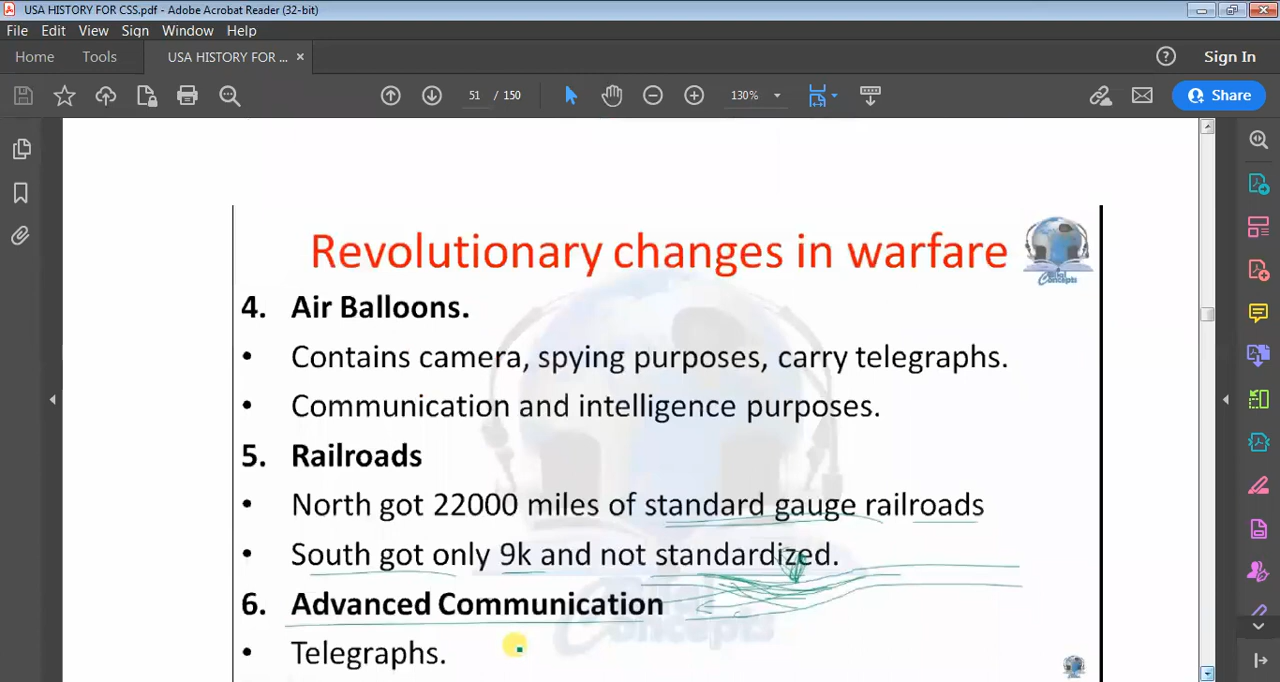 USA HISTORY FOR CSS.pdf - Adobe Acrobat Reader (32-bit)
File Edit View Sign Window Help
Home Tools USA HISTORY FOR ... × Sign In
51 / 150 130% Share
Revolutionary changes in warfare
4. Air Balloons.
• Contains camera, spying purposes, carry telegraphs.
• Communication and intelligence purposes.
5. Railroads
• North got 22000 miles of standard gauge railroads
• South got only 9k and not standardized.
6. Advanced Communication
• Telegraphs.
Concepts